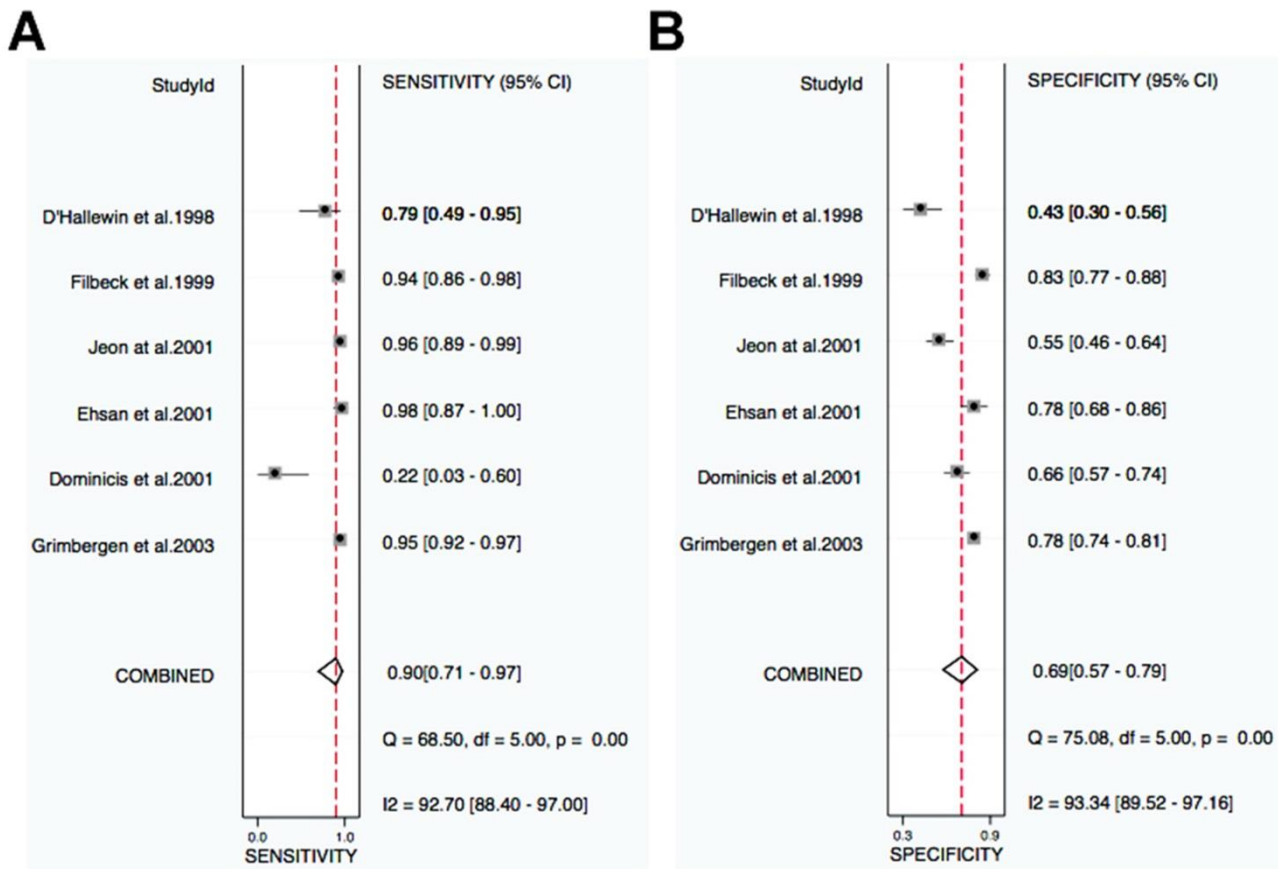 A
StudyId SENSITIVITY (95% CI)
D'Hallewin et al.1998 0.79 [0.49 - 0.95]
Filbeck et al.1999 0.94 [0.86 - 0.98]
Jeon at al.2001 0.96 [0.89 - 0.99]
Ehsan et al.2001 0.98 [0.87 - 1.00]
Dominicis et al.2001 0.22 [0.03 - 0.60]
Grimbergen et al.2003 0.95 [0.92 - 0.97]
COMBINED 0.90[0.71 - 0.97]
Q = 68.50, df = 5.00, p = 0.00
I2 = 92.70 [88.40 - 97.00]
0.0 1.0
SENSITIVITY
B
StudyId SPECIFICITY (95% CI)
D'Hallewin et al.1998 0.43 [0.30 - 0.56]
Filbeck et al.1999 0.83 [0.77 - 0.88]
Jeon at al.2001 0.55 [0.46 - 0.64]
Ehsan et al.2001 0.78 [0.68 - 0.86]
Dominicis et al.2001 0.66 [0.57 - 0.74]
Grimbergen et al.2003 0.78 [0.74 - 0.81]
COMBINED 0.69[0.57 - 0.79]
Q = 75.08, df = 5.00, p = 0.00
I2 = 93.34 [89.52 - 97.16]
0.3 0.9
SPECIFICITY